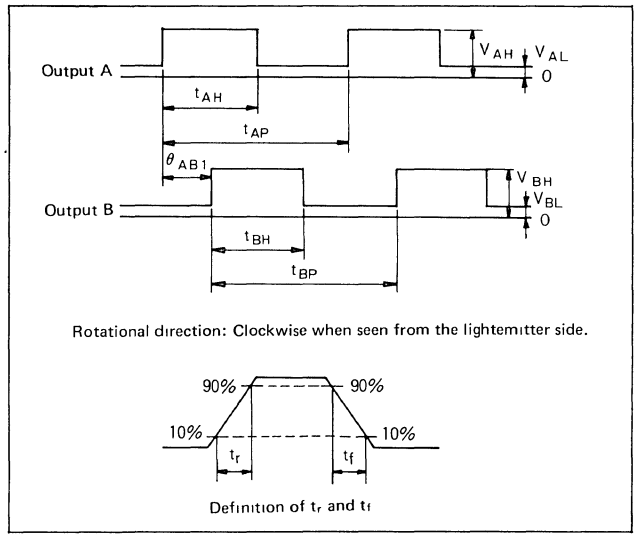 Output A
V AH
V AL
0
t AH
t AP
θ AB1
Output B
V BH
V BL
0
t BH
t BP
Rotational direction: Clockwise when seen from the lightemitter side.
90%
90%
10%
10%
tr
tf
Definition of tr and tf